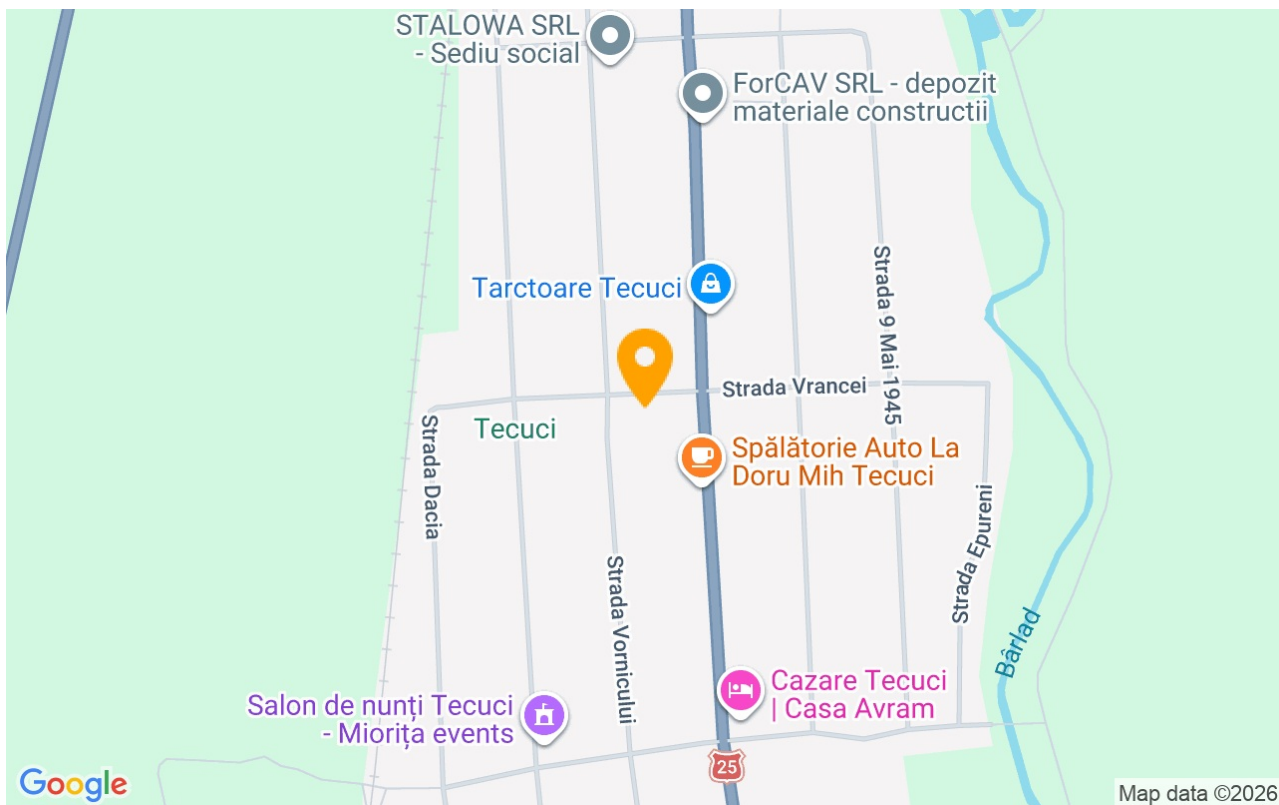 STALOWA SRL
- Sediu social
ForCAV SRL - depozit
materiale constructii
Tarctoare Tecuci
Strada 9 Mai 1945
Strada Vrancei
Tecuci
Strada Dacia
Spălătorie Auto La
Doru Mih Tecuci
Strada Epureni
Strada Vornicului
Bârlad
Cazare Tecuci
| Casa Avram
Salon de nunți Tecuci
- Miorița events
25
Google
Map data ©2026